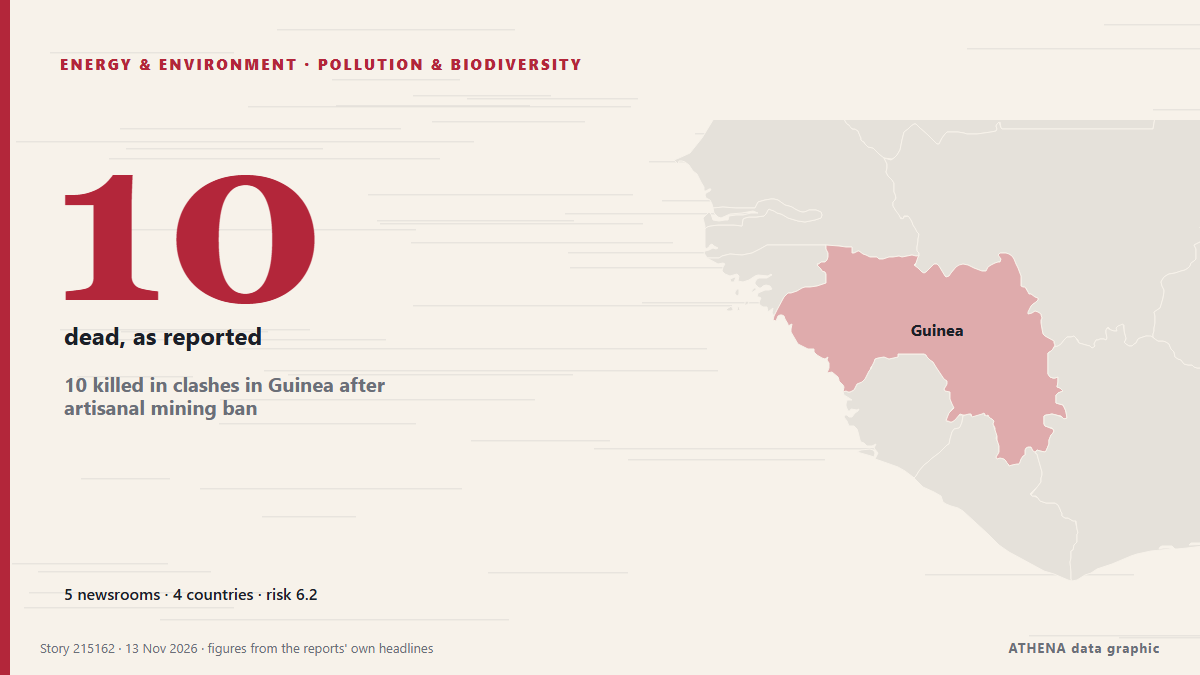 ENERGY & ENVIRONMENT · POLLUTION & BIODIVERSITY
10
dead, as reported
10 killed in clashes in Guinea after
artisanal mining ban
Guinea
5 newsrooms · 4 countries · risk 6.2
Story 215162 · 13 Nov 2026 · figures from the reports' own headlines
ATHENA data graphic